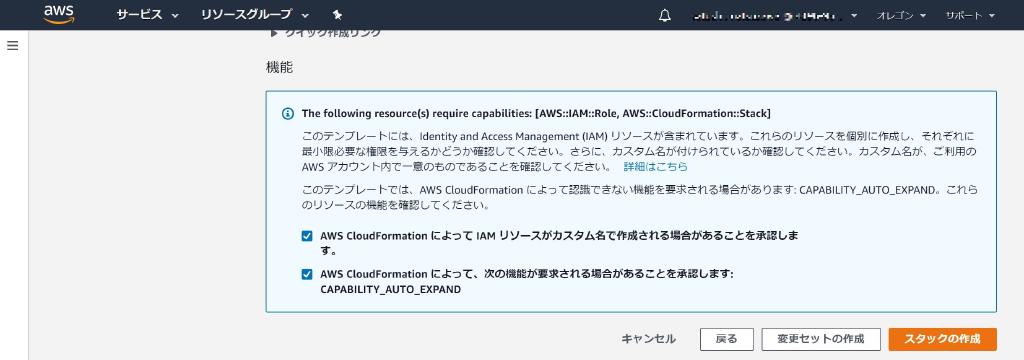 aws サービス リソースグループ オレゴン サポート
クイック作成リンク
機能
The following resource(s) require capabilities: [AWS::IAM::Role, AWS::CloudFormation::Stack]
このテンプレートには、Identity and Access Management (IAM) リソースが含まれています。これらのリソースを個別に作成し、それぞれに
最小限必要な権限を与えるかどうか確認してください。さらに、カスタム名が付けられているか確認してください。カスタム名が、ご利用の
AWS アカウント内で一意のものであることを確認してください。 詳細はこちら
このテンプレートでは、AWS CloudFormation によって認識できない機能を要求される場合があります: CAPABILITY_AUTO_EXPAND。これら
のリソースの機能を確認してください。
AWS CloudFormation によって IAM リソースがカスタム名で作成される場合があることを承認しま
す。
AWS CloudFormation によって、次の機能が要求される場合があることを承認します:
CAPABILITY_AUTO_EXPAND
キャンセル 戻る 変更セットの作成 スタックの作成